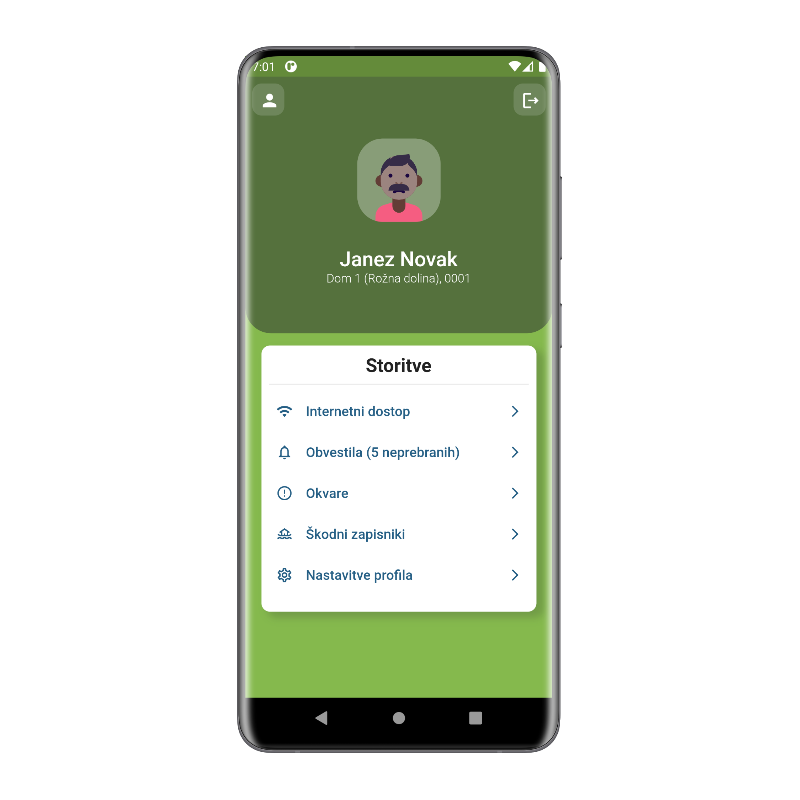 7:01
Janez Novak
Dom 1 (Rožna dolina), 0001
Storitve
Internetni dostop
Obvestila (5 neprebranih)
Okvare
Škodni zapisniki
Nastavitve profila